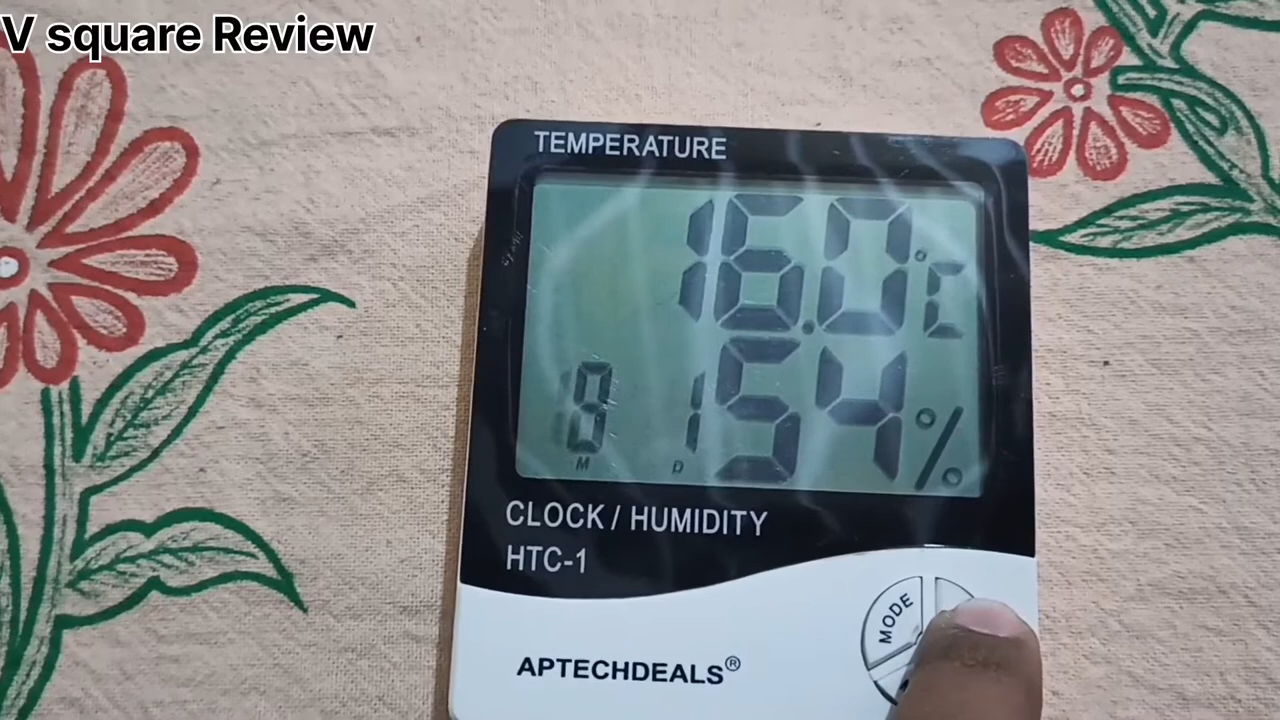 V square Review
TEMPERATURE
16.0°C
8 M 1 D 54%
CLOCK / HUMIDITY
HTC-1
MODE
APTECHDEALS®